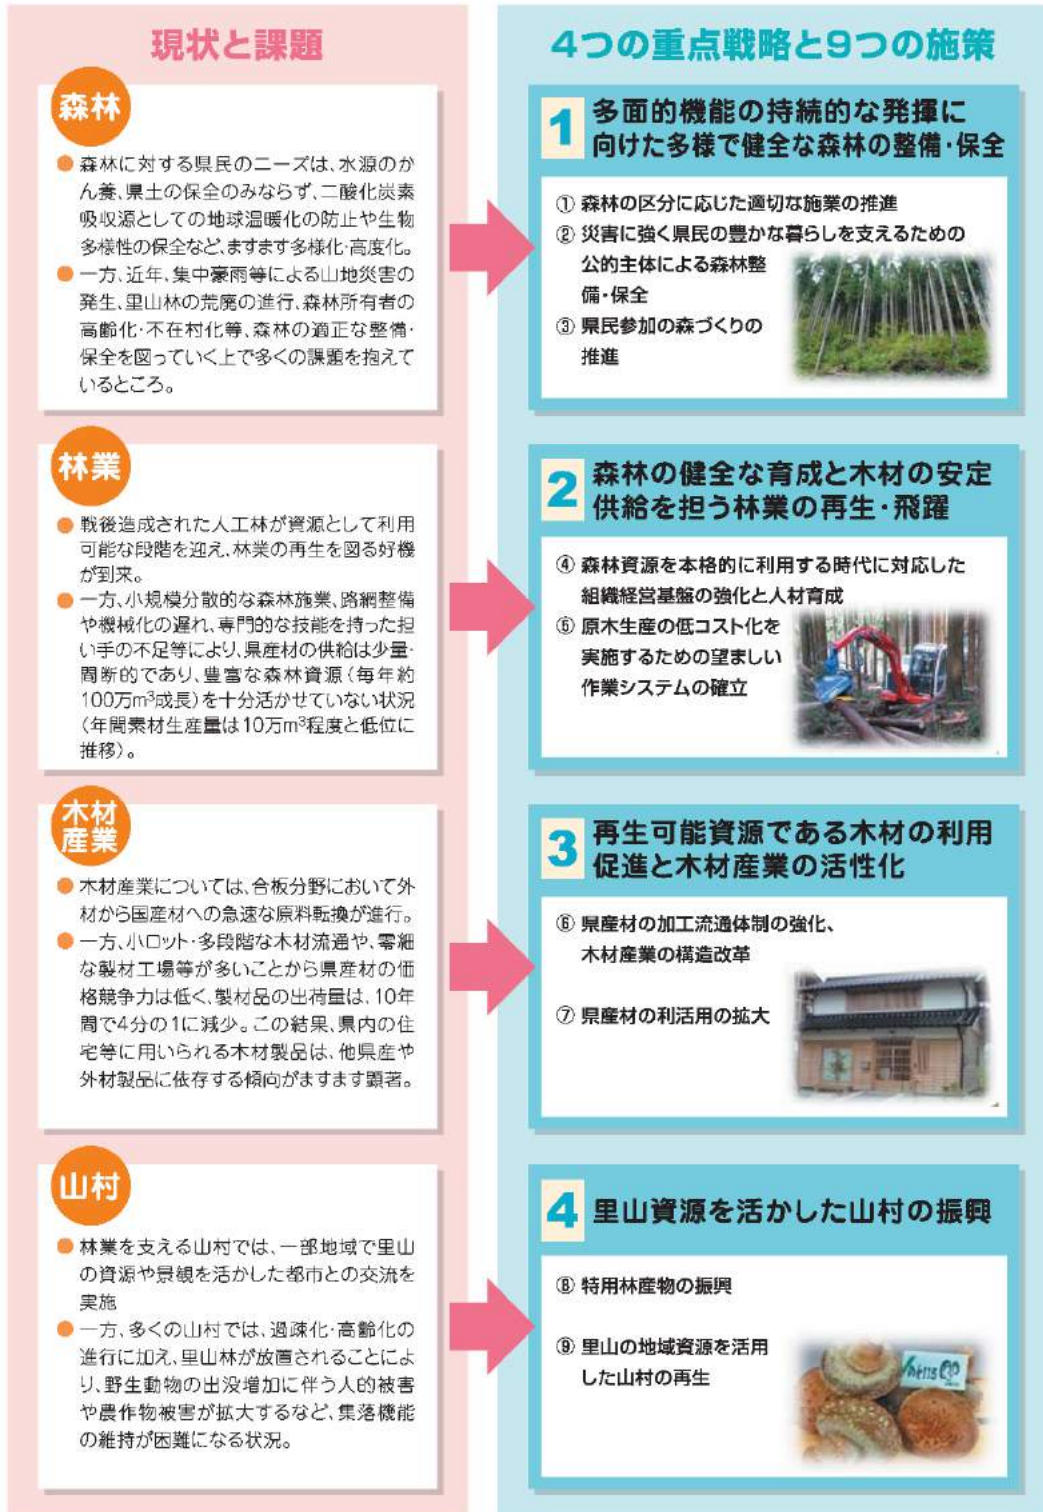 現状と課題
森林
● 森林に対する県民のニーズは、水源のか
ん養、県土の保全のみならず、二酸化炭素
吸収源としての地球温暖化の防止や生物
多様性の保全など、ますます多様化・高度化。
● 一方、近年、集中豪雨等による山地災害の
発生、里山林の荒廃の進行、森林所有者の
高齢化・不在村化等、森林の適正な整備・
保全を図っていく上で多くの課題を抱えて
いるところ。
林業
● 戦後造成された人工林が資源として利用
可能な段階を迎え、林業の再生を図る好機
が到来。
● 一方、小規模分散的な森林施業、路網整備
や機械化の遅れ、専門的な技能を持った担
い手の不足等により、県産材の供給は少量・
間断的であり、豊富な森林資源(毎年約
100万m³成長)を十分活かせていない状況
(年間素材生産量は10万m³程度と低位に
推移)。
木材
産業
● 木材産業については、合板分野において外
材から国産材への急速な原料転換が進行。
● 一方、小ロット・多段階な木材流通や、零細
な製材工場等が多いことから県産材の価
格競争力は低く、製材品の出荷量は、10年
間で4分の1に減少。この結果、県内の住
宅等に用いられる木材製品は、他県産や
外材製品に依存する傾向がますます顕著。
山村
● 林業を支える山村では、一部地域で里山
の資源や景観を活かした都市との交流を
実施
● 一方、多くの山村では、過疎化・高齢化の
進行に加え、里山林が放置されることによ
り、野生動物の出没増加に伴う人的被害
や農作物被害が拡大するなど、集落機能
の維持が困難になる状況。
4つの重点戦略と9つの施策
1 多面的機能の持続的な発揮に
向けた多様で健全な森林の整備・保全
① 森林の区分に応じた適切な施業の推進
② 災害に強く県民の豊かな暮らしを支えるための
公的主体による森林整
備・保全
③ 県民参加の森づくりの
推進
2 森林の健全な育成と木材の安定
供給を担う林業の再生・飛躍
④ 森林資源を本格的に利用する時代に対応した
組織経営基盤の強化と人材育成
⑤ 原木生産の低コスト化を
実施するための望ましい
作業システムの確立
3 再生可能資源である木材の利用
促進と木材産業の活性化
⑥ 県産材の加工流通体制の強化、
木材産業の構造改革
⑦ 県産材の利活用の拡大
4 里山資源を活かした山村の振興
⑧ 特用林産物の振興
⑨ 里山の地域資源を活用
した山村の再生